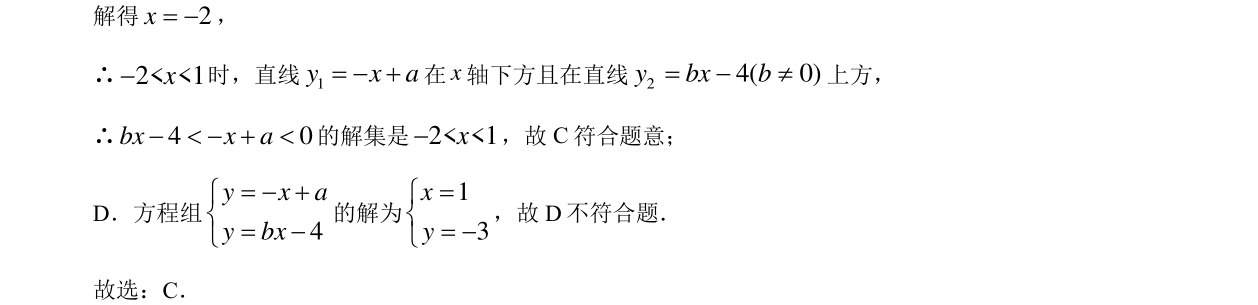 解得 x = −2，
∴ −2<x<1时，直线 y₁ = −x + a 在 x 轴下方且在直线 y₂ = bx − 4(b ≠ 0) 上方，
∴ bx − 4 < −x + a < 0 的解集是 −2<x<1，故 C 符合题意；
D．方程组 { y = −x + a, y = bx − 4 的解为 { x = 1, y = −3，故 D 不符合题．
故选：C．